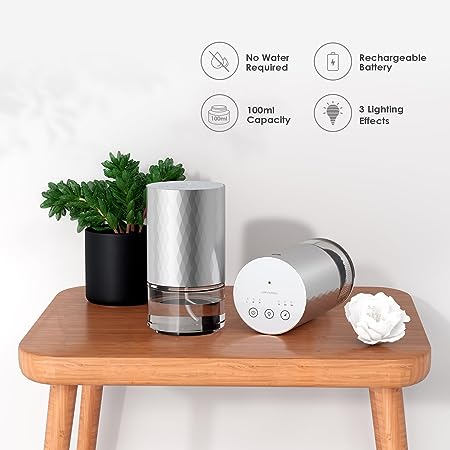 No Water
Required
Rechargeable
Battery
100ml
100ml
Capacity
3 Lighting
Effects